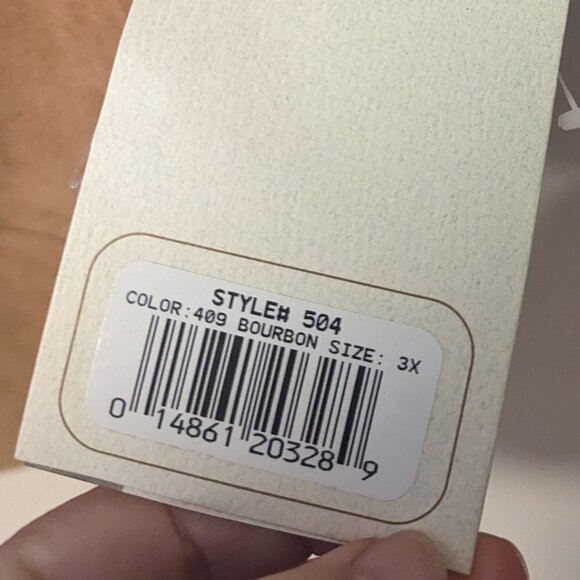 STYLE# 504
COLOR:409 BOURBON SIZE: 3X
0 14861 20328 9